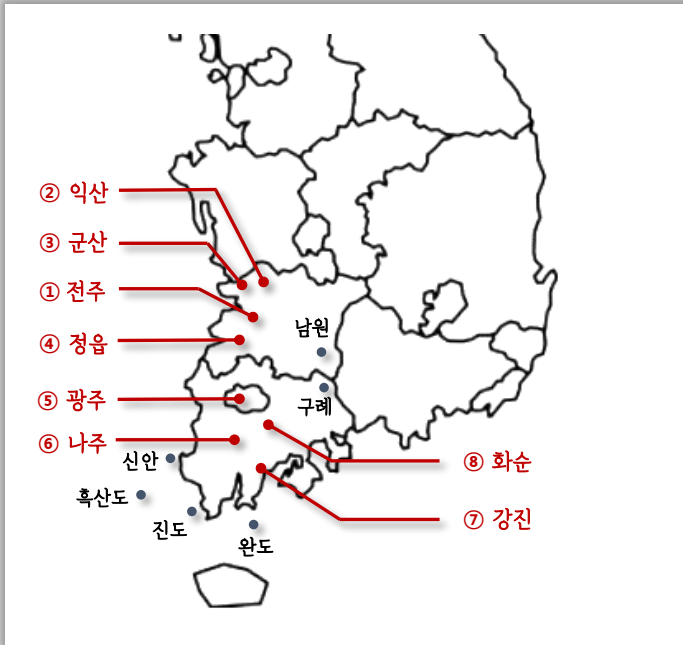 ② 익산
③ 군산
① 전주
남원
④ 정읍
⑤ 광주
구례
⑥ 나주
신안
⑧ 화순
흑산도
⑦ 강진
진도
완도